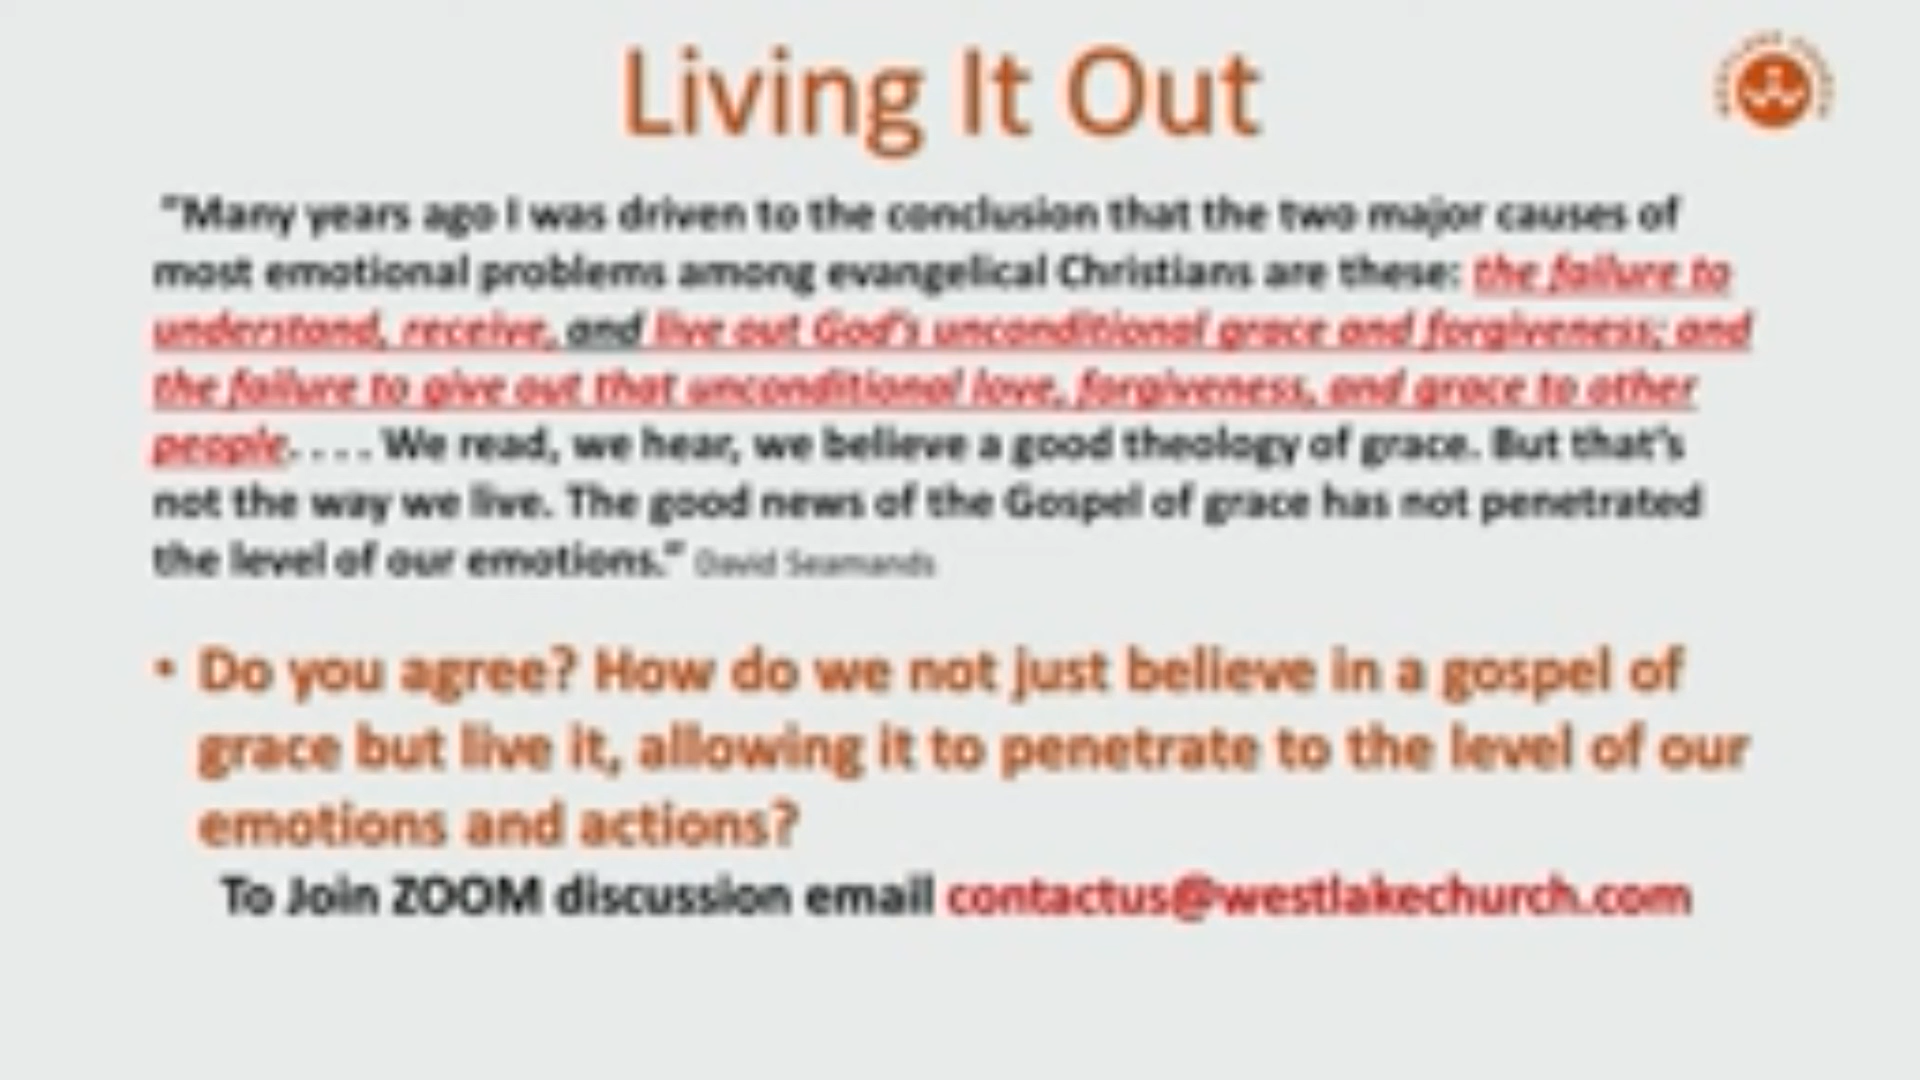 Living It Out
"Many years ago I was driven to the conclusion that the two major causes of
most emotional problems among evangelical Christians are these: the failure to
understand, receive, and live out God's unconditional grace and forgiveness; and
the failure to give out that unconditional love, forgiveness, and grace to other
people. . . . We read, we hear, we believe a good theology of grace. But that's
not the way we live. The good news of the Gospel of grace has not penetrated
the level of our emotions." David Seamands
• Do you agree? How do we not just believe in a gospel of
grace but live it, allowing it to penetrate to the level of our
emotions and actions?
To Join ZOOM discussion email contactus@westlakechurch.com